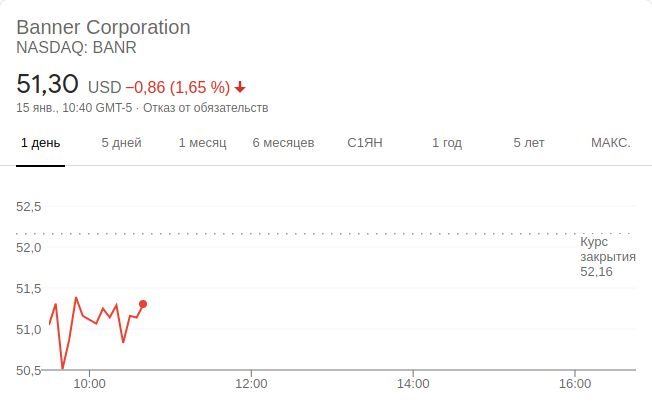 Banner Corporation
NASDAQ: BANR
51,30 USD −0,86 (1,65 %)
15 янв., 10:40 GMT-5 · Отказ от обязательств
1 день 5 дней 1 месяц 6 месяцев С1ЯН 1 год 5 лет МАКС.
52,5
Курс
52,0
закрытия
52,16
51,5
51,0
50,5
10:00 12:00 14:00 16:00